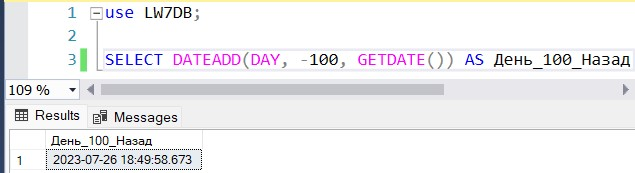 1 use LW7DB;
2
3 SELECT DATEADD(DAY, -100, GETDATE()) AS День_100_Назад
109 %
Results Messages
День_100_Назад
1 2023-07-26 18:49:58.673